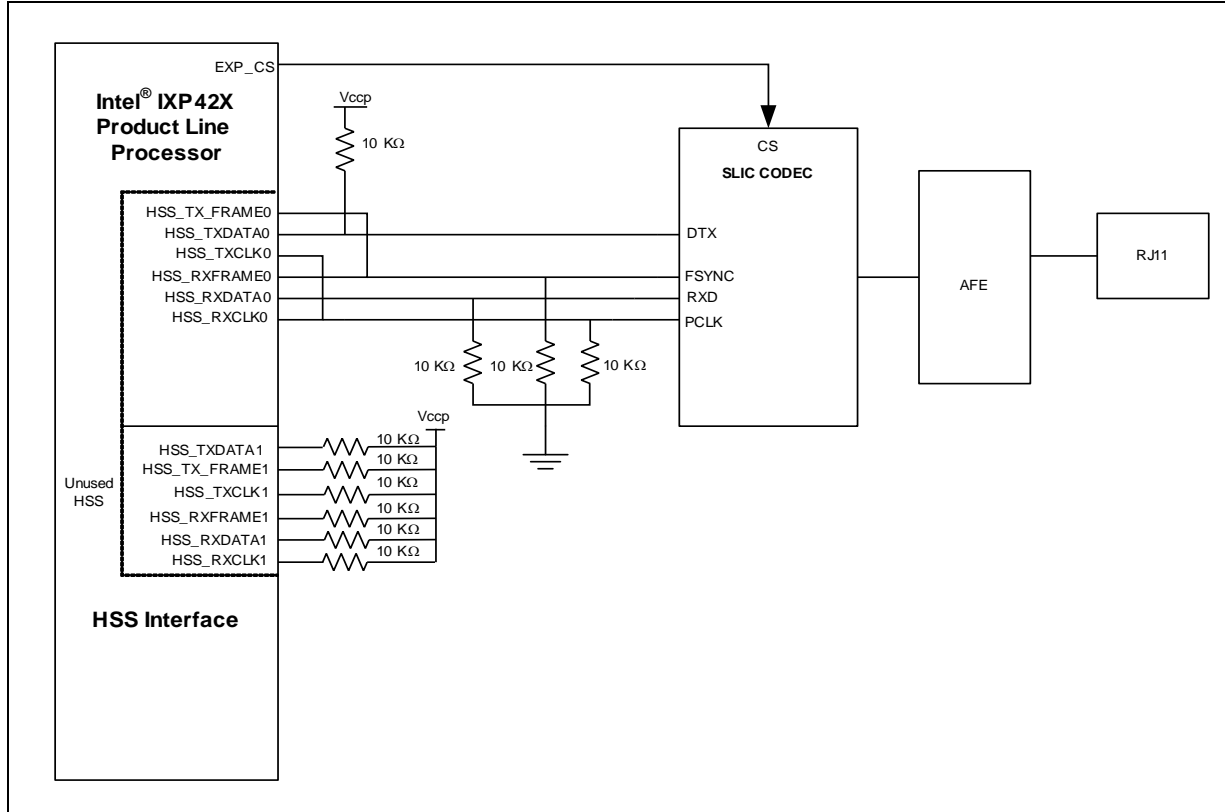 EXP_CS
Intel® IXP42X
Product Line
Processor
Vccp
10 KΩ
CS
SLIC CODEC
HSS_TX_FRAME0
HSS_TXDATA0
HSS_TXCLK0
HSS_RXFRAME0
HSS_RXDATA0
HSS_RXCLK0
DTX
FSYNC
RXD
PCLK
AFE
RJ11
10 KΩ
10 KΩ
10 KΩ
Vccp
Unused
HSS
HSS_TXDATA1
HSS_TX_FRAME1
HSS_TXCLK1
HSS_RXFRAME1
HSS_RXDATA1
HSS_RXCLK1
10 KΩ
10 KΩ
10 KΩ
10 KΩ
10 KΩ
10 KΩ
HSS Interface